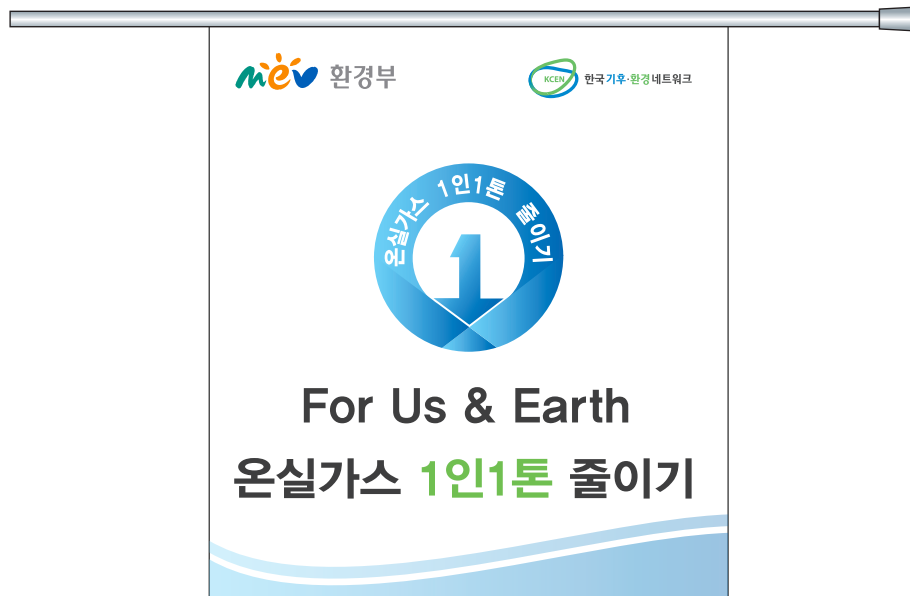 mev 환경부
KCEN 한국기후·환경네트워크
온실가스 1인1톤 줄이기
1
For Us & Earth
온실가스 1인1톤 줄이기